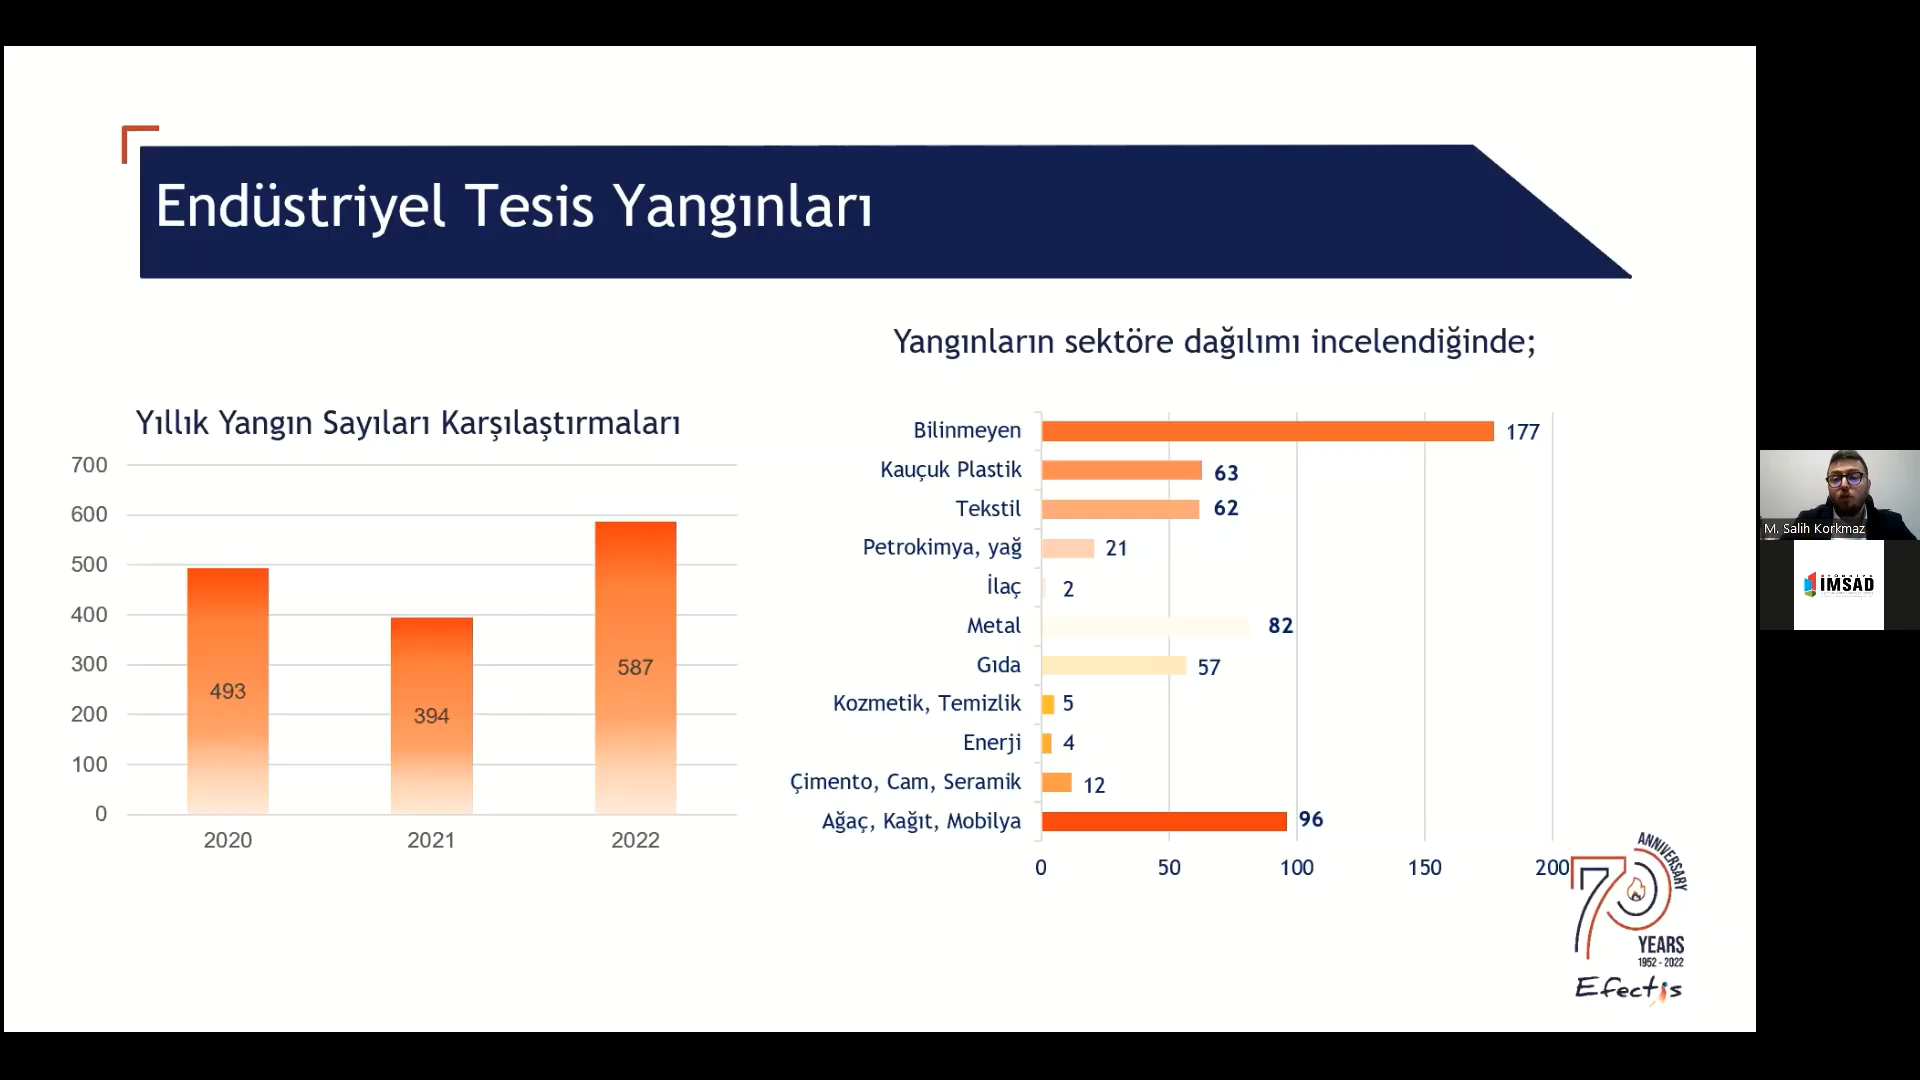 Endüstriyel Tesis Yangınları
Yangınların sektöre dağılımı incelendiğinde;
Yıllık Yangın Sayıları Karşılaştırmaları
700
600
500
400
300
200
100
0
493
394
587
2020
2021
2022
Bilinmeyen
177
Kauçuk Plastik
63
Tekstil
62
Petrokimya, yağ
21
İlaç
2
Metal
82
Gıda
57
Kozmetik, Temizlik
5
Enerji
4
Çimento, Cam, Seramik
12
Ağaç, Kağıt, Mobilya
96
0
50
100
150
200
ANNIVERSARY
70
YEARS
1952 - 2022
Efectis
M. Salih Korkmaz
İMSAD